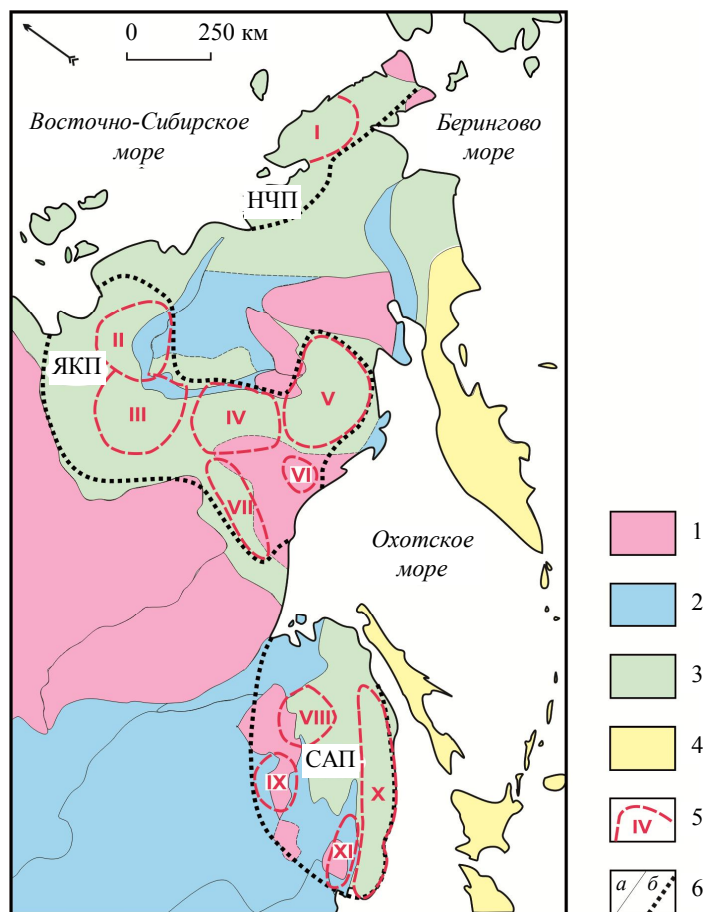 0 250 км
Восточно-Сибирское
море
Берингово
море
I
НЧП
II
ЯКП
III
IV
V
VI
VII
Охотское
море
1
2
3
4
IV 5
а б 6
VIII
САП
IX
X
XI